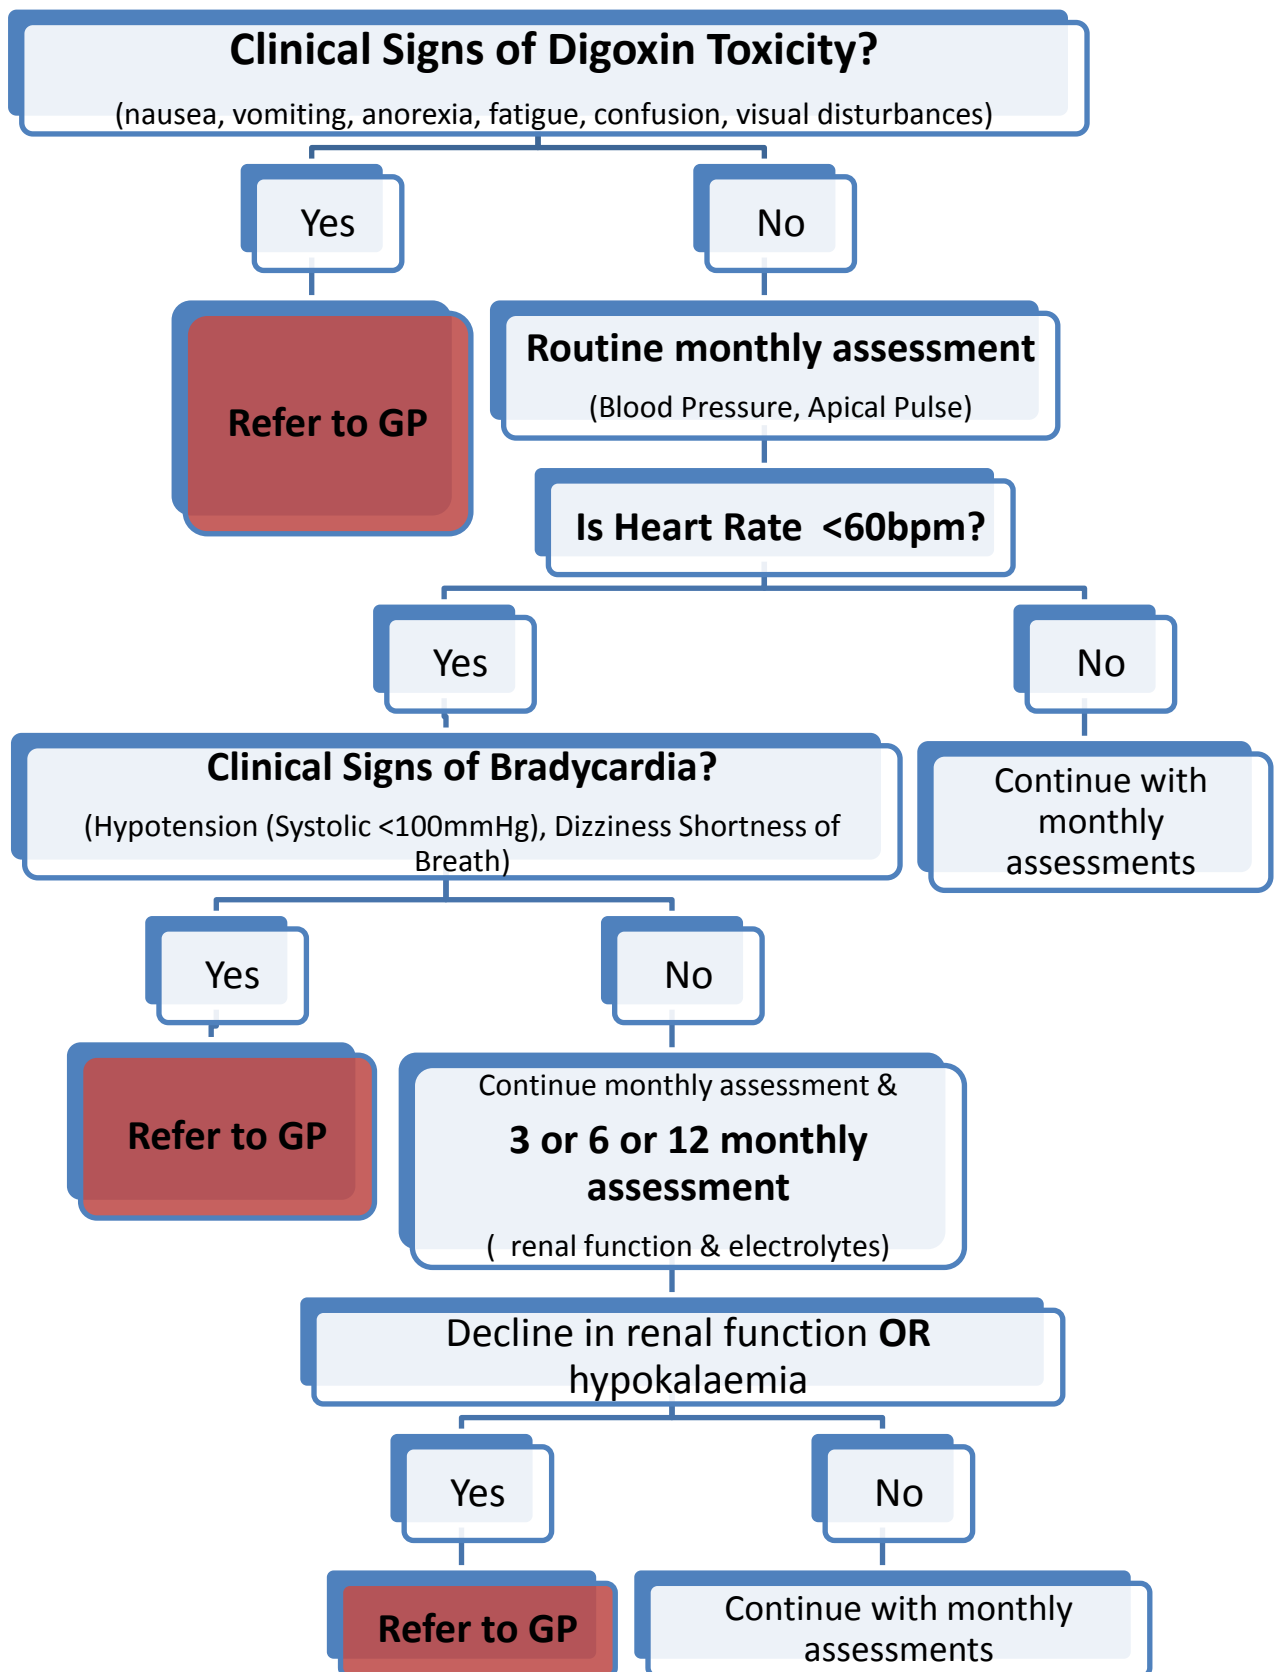 Clinical Signs of Digoxin Toxicity?
(nausea, vomiting, anorexia, fatigue, confusion, visual disturbances)
Yes
No
Refer to GP
Routine monthly assessment
(Blood Pressure, Apical Pulse)
Is Heart Rate <60bpm?
Yes
No
Clinical Signs of Bradycardia?
(Hypotension (Systolic <100mmHg), Dizziness Shortness of
Breath)
Continue with
monthly
assessments
Yes
No
Refer to GP
Continue monthly assessment &
3 or 6 or 12 monthly
assessment
( renal function & electrolytes)
Decline in renal function OR
hypokalaemia
Yes
No
Refer to GP
Continue with monthly
assessments